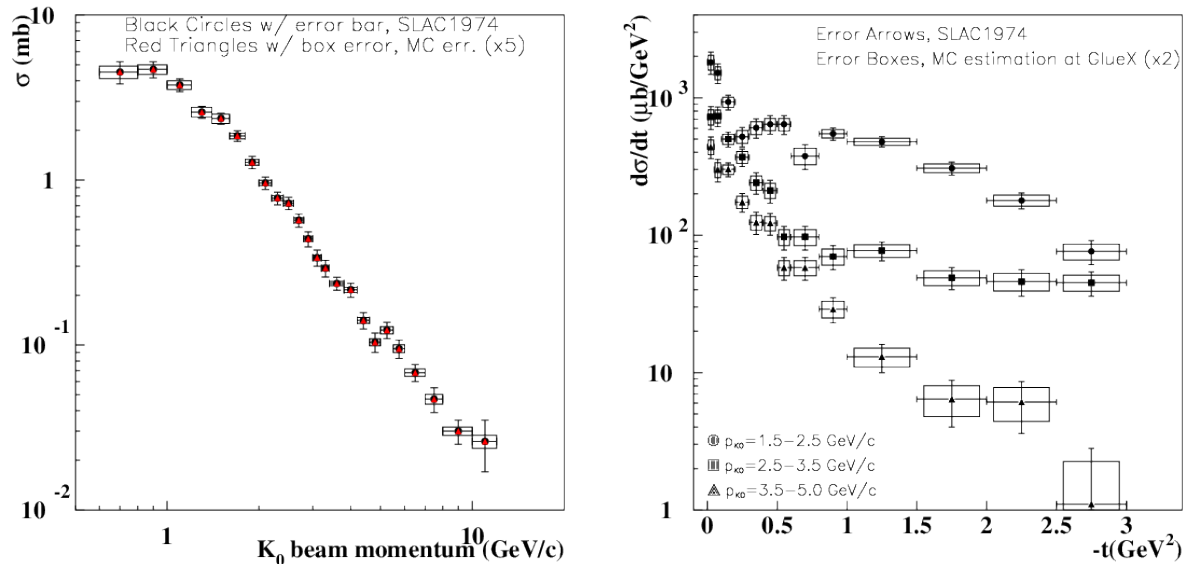 σ (mb)
10
1
10⁻¹
10⁻²
Black Circles w/ error bar, SLAC1974
Red Triangles w/ box error, MC err. (x5)
1
10
K₀ beam momentum (GeV/c)
dσ/dt (μb/GeV²)
10³
10²
10
1
Error Arrows, SLAC1974
Error Boxes, MC estimation at GlueX (x2)
p_K0=1.5−2.5 GeV/c
p_K0=2.5−3.5 GeV/c
p_K0=3.5−5.0 GeV/c
0 0.5 1 1.5 2 2.5 3
-t(GeV²)